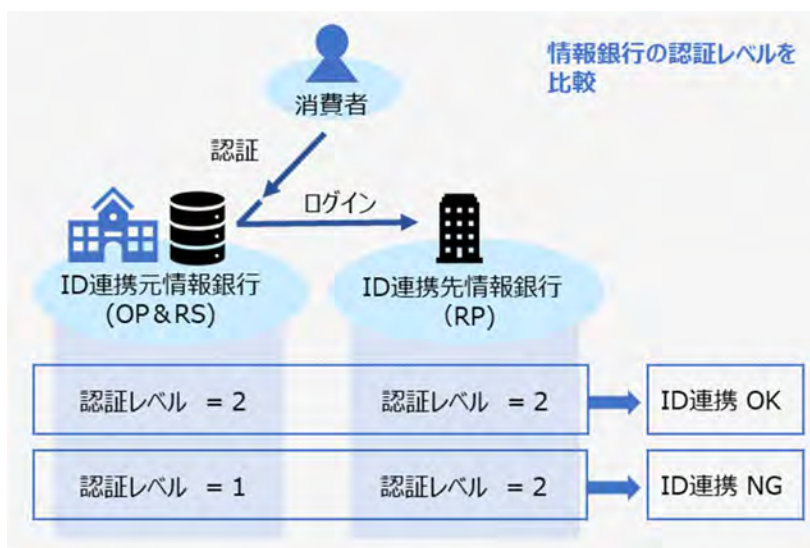 情報銀行の認証レベルを
比較
消費者
認証
ログイン
ID連携元情報銀行
(OP&RS)
ID連携先情報銀行
(RP)
認証レベル = 2
認証レベル = 2
ID連携 OK
認証レベル = 1
認証レベル = 2
ID連携 NG